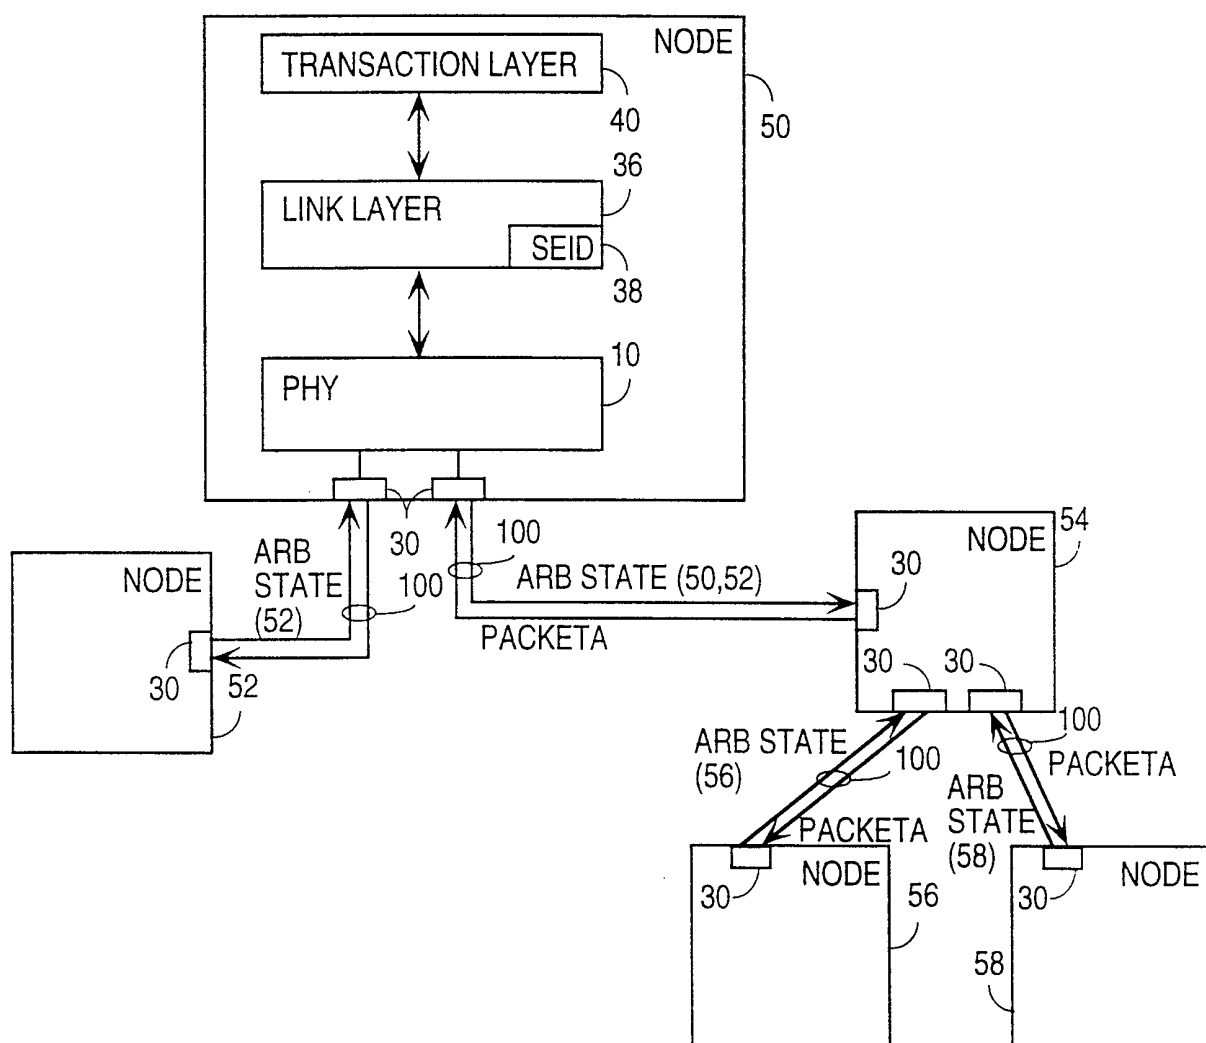 NODE
TRANSACTION LAYER
40
50
36
LINK LAYER
SEID
38
10
PHY
30
100
ARB
STATE
(52)
100
ARB STATE (50,52)
PACKETA
NODE
30
52
NODE
54
30
30
30
ARB STATE
(56)
100
PACKETA
100
PACKETA
ARB
STATE
(58)
NODE
30
56
NODE
30
58